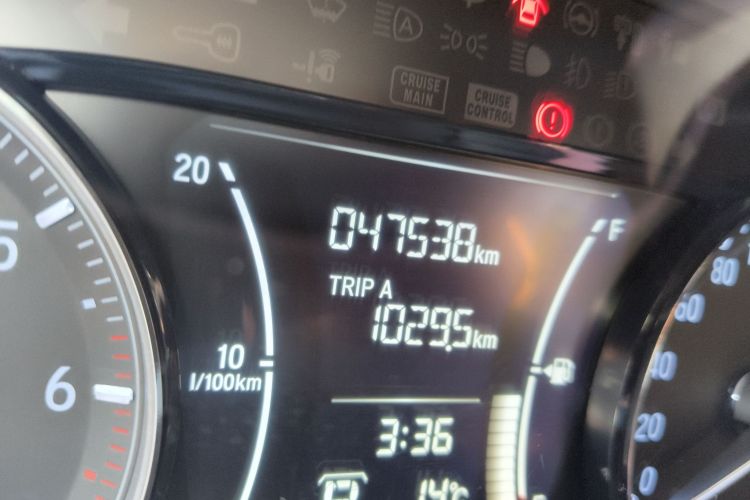 CRUISE
MAIN
CRUISE
CONTROL
20
047538km
F
TRIP A
1029.5km
10
l/100km
3:36
14°C
5
6
80
60
40
20
0